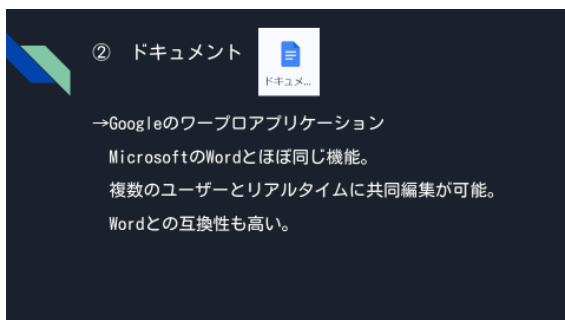 ② ドキュメント
ドキュメ...
→Googleのワープロアプリケーション
MicrosoftのWordとほぼ同じ機能。
複数のユーザーとリアルタイムに共同編集が可能。
Wordとの互換性も高い。